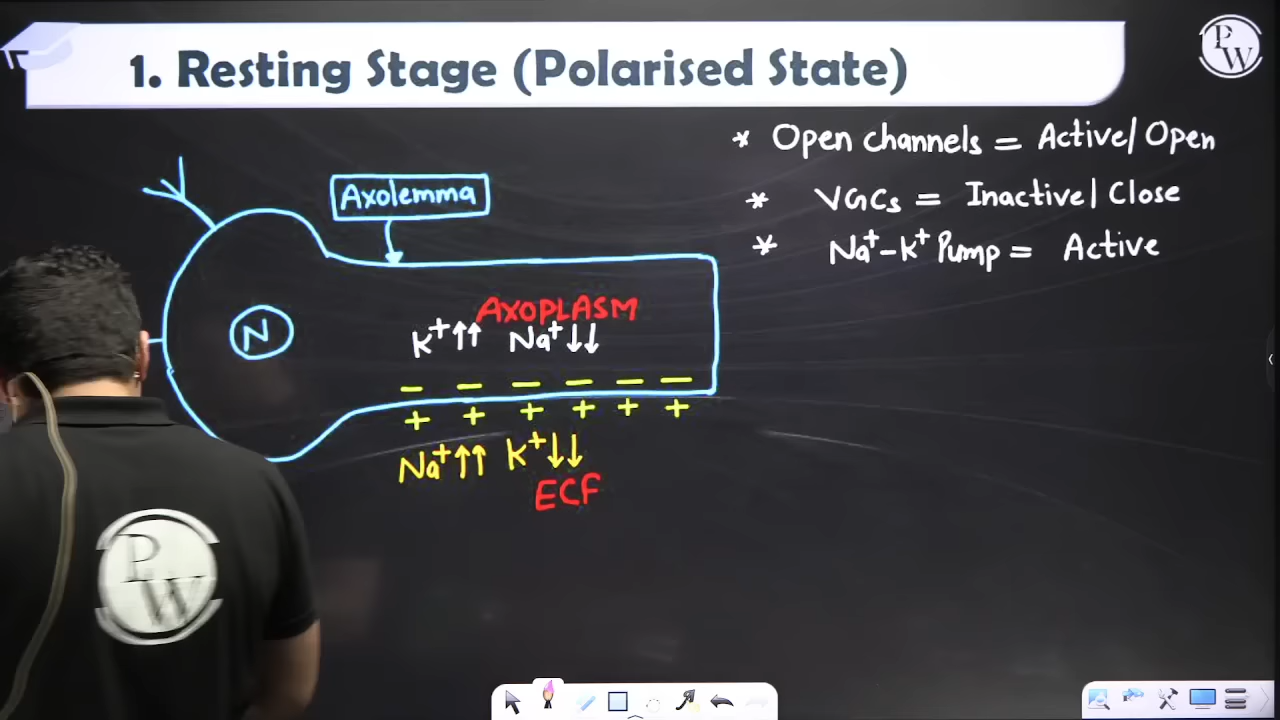 1. Resting Stage (Polarised State)
PW
* Open channels = Active/Open
* VGCs = Inactive/Close
* Na⁺-K⁺ Pump = Active
Axolemma
N
AXOPLASM
K⁺↑↑ Na⁺↓↓
− − − − − −
+ + + + + +
Na⁺↑↑ K⁺↓↓
ECF
PW